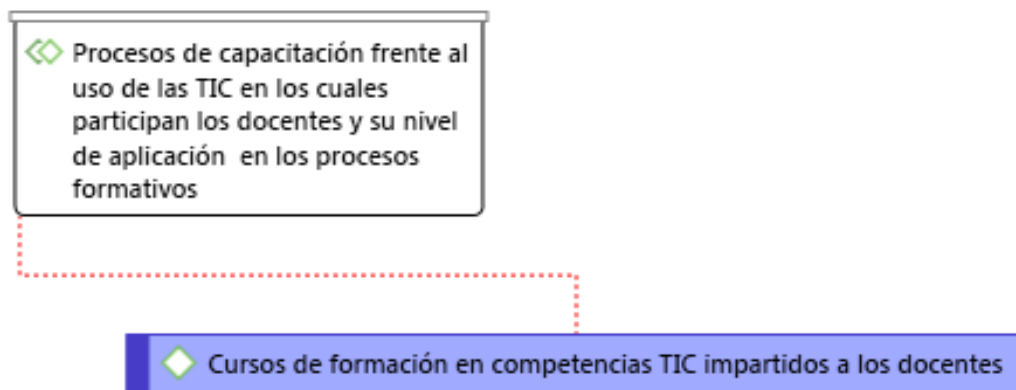 Procesos de capacitación frente al
uso de las TIC en los cuales
participan los docentes y su nivel
de aplicación  en los procesos
formativos
Cursos de formación en competencias TIC impartidos a los docentes